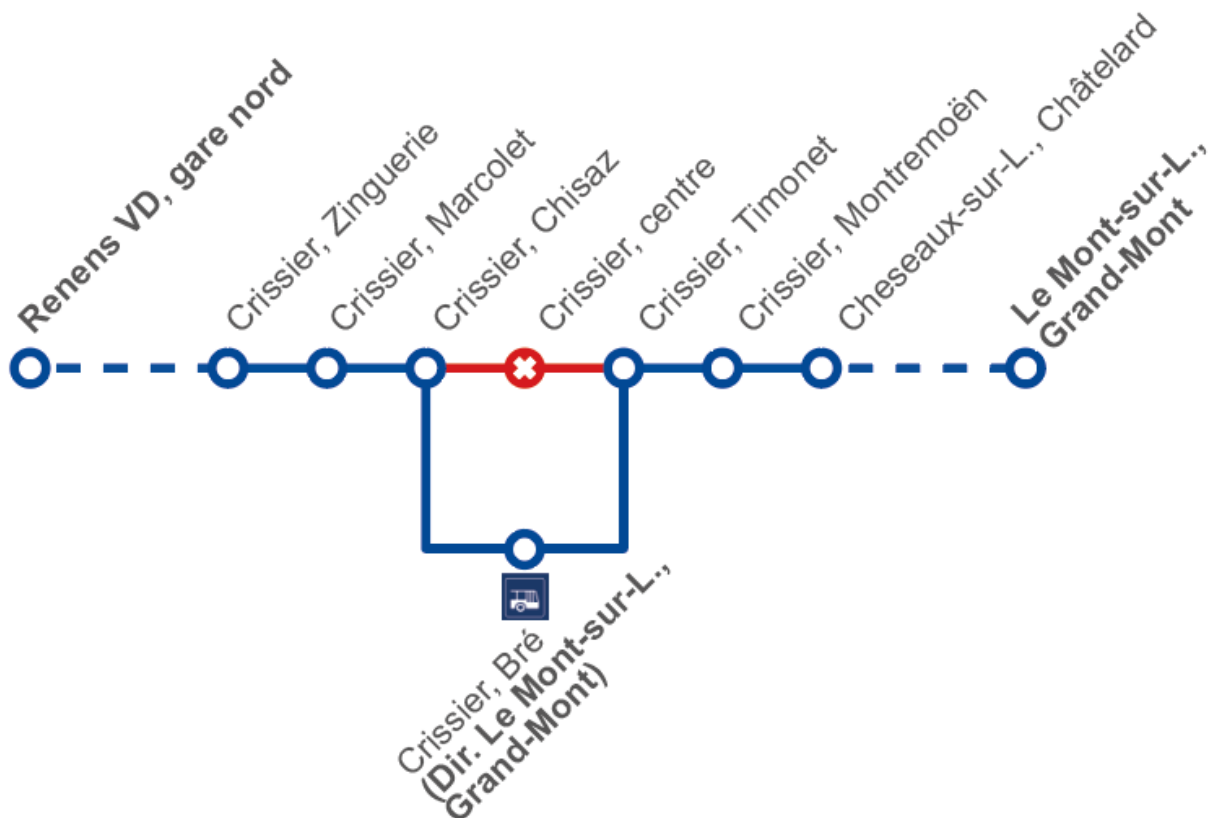 Renens VD, gare nord
Crissier, Zinguerie
Crissier, Marcolet
Crissier, Chisaz
Crissier, centre
Crissier, Timonet
Crissier, Montremoën
Cheseaux-sur-L., Châtelard
Le Mont-sur-L.,
Grand-Mont
Crissier, Bré
(Dir. Le Mont-sur-L.,
Grand-Mont)